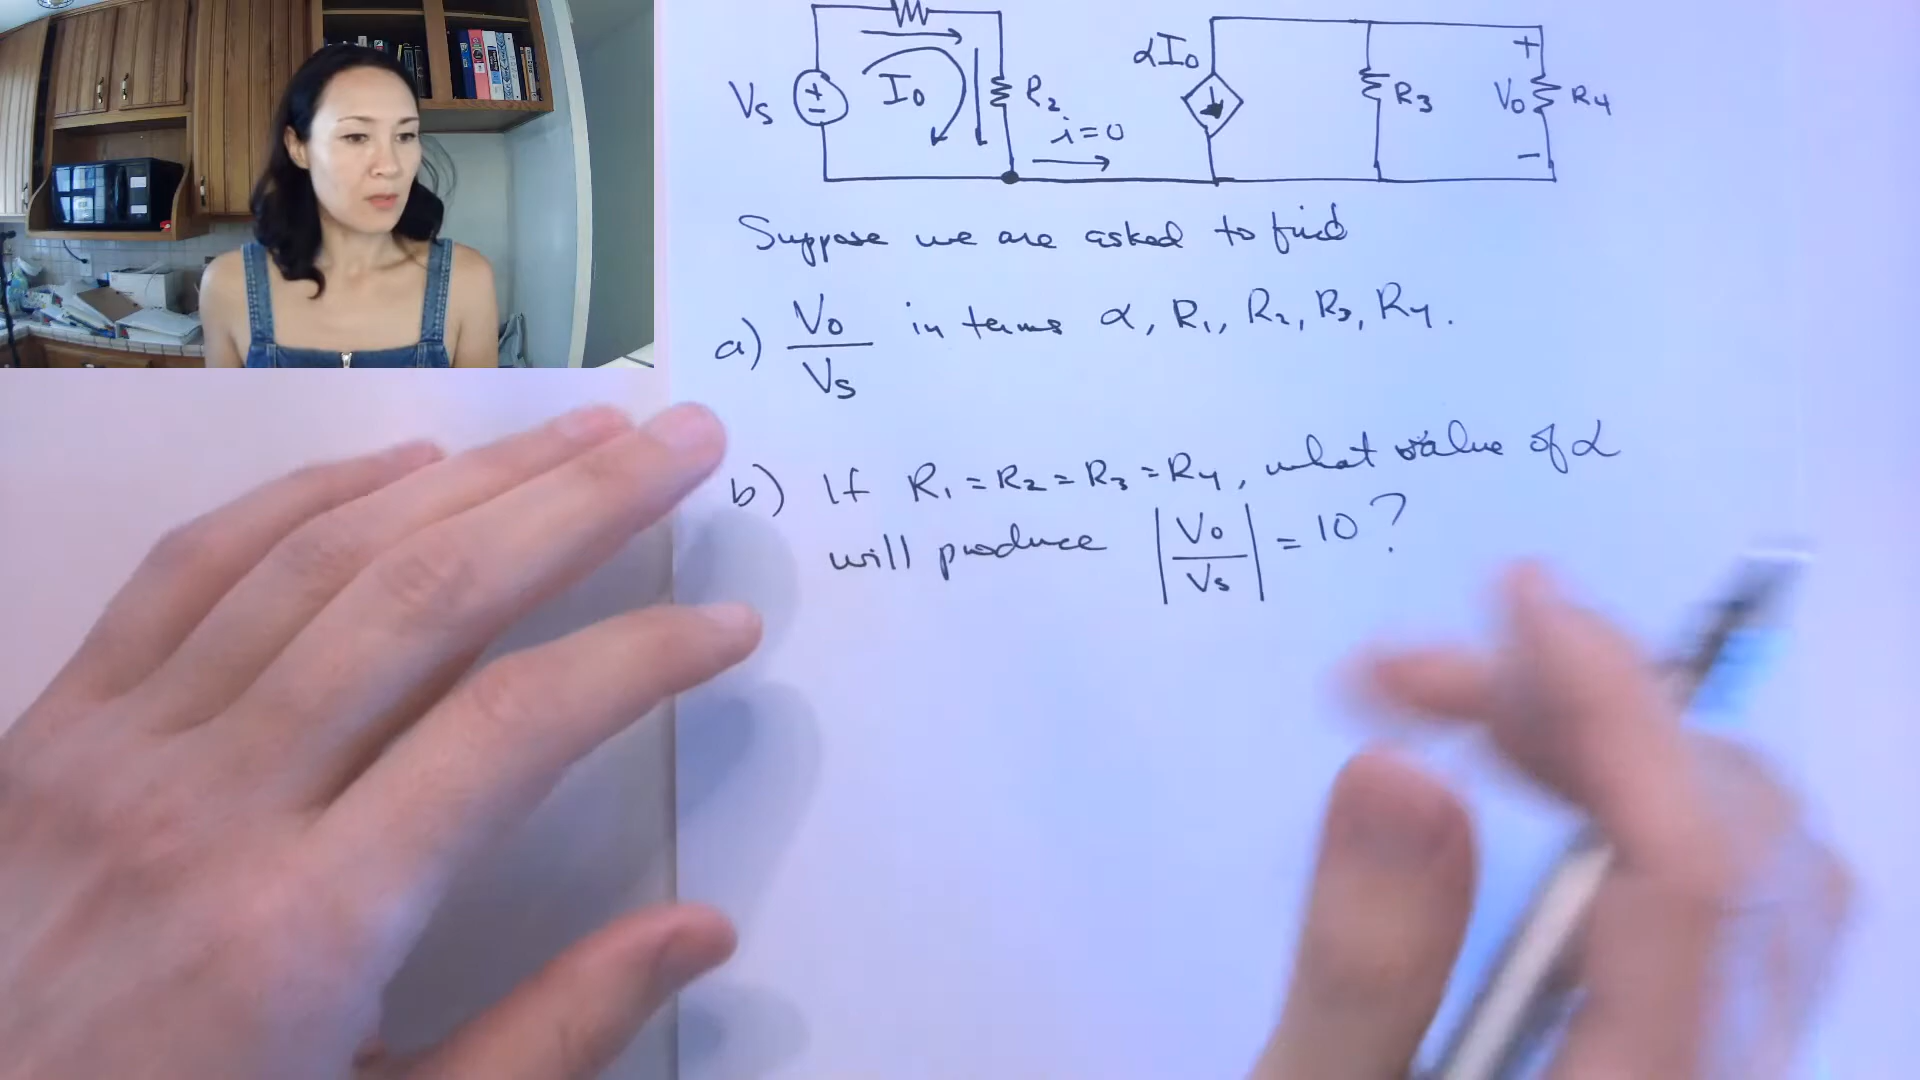 αI₀
Vs + − I₀ R₂ R₃ + V₀ − R₄
i=0
Suppose we are asked to find
a) V₀/Vs in terms α, R₁, R₂, R₃, R₄.
b) If R₁ = R₂ = R₃ = R₄, what value of α
will produce |V₀/Vs| = 10?